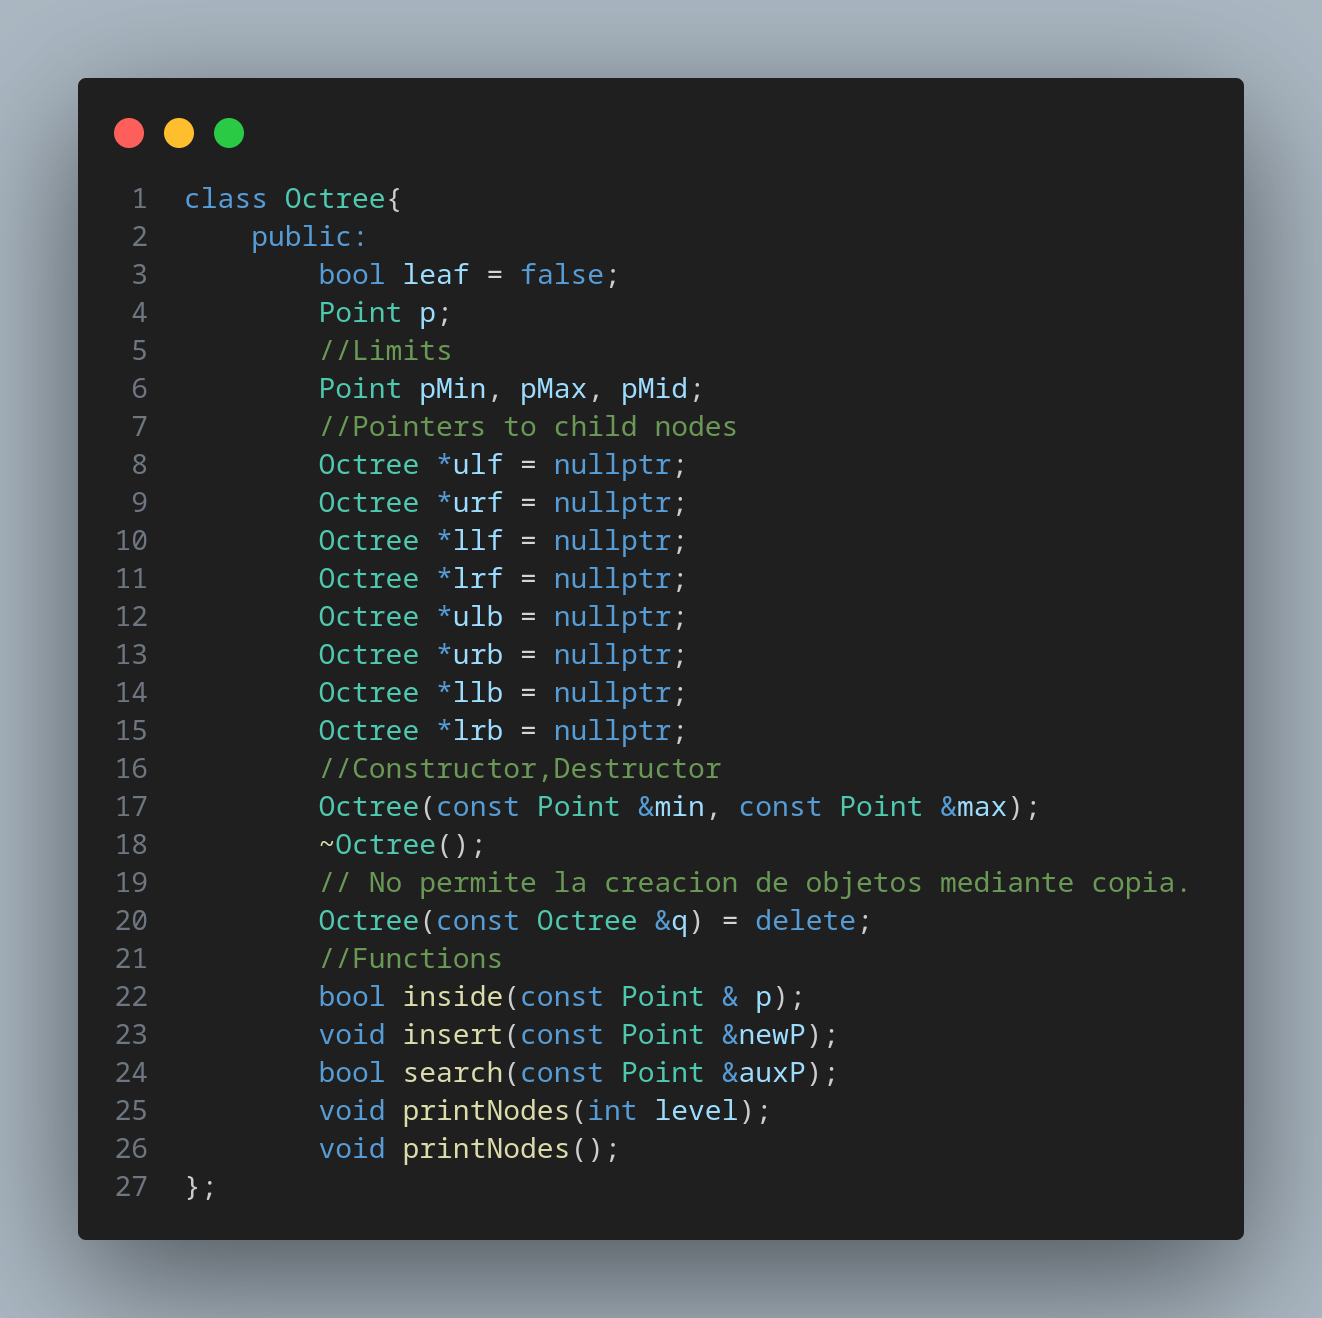 1 class Octree{
2     public:
3         bool leaf = false;
4         Point p;
5         //Limits
6         Point pMin, pMax, pMid;
7         //Pointers to child nodes
8         Octree *ulf = nullptr;
9         Octree *urf = nullptr;
10         Octree *llf = nullptr;
11         Octree *lrf = nullptr;
12         Octree *ulb = nullptr;
13         Octree *urb = nullptr;
14         Octree *llb = nullptr;
15         Octree *lrb = nullptr;
16         //Constructor,Destructor
17         Octree(const Point &min, const Point &max);
18         ~Octree();
19         // No permite la creacion de objetos mediante copia.
20         Octree(const Octree &q) = delete;
21         //Functions
22         bool inside(const Point & p);
23         void insert(const Point &newP);
24         bool search(const Point &auxP);
25         void printNodes(int level);
26         void printNodes();
27 };